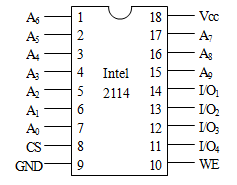 A₆ 1 18 Vcc
A₅ 2 17 A₇
A₄ 3 16 A₈
A₃ 4 Intel 15 A₉
A₂ 5 2114 14 I/O₁
A₁ 6 13 I/O₂
A₀ 7 12 I/O₃
CS 8 11 I/O₄
GND 9 10 WE